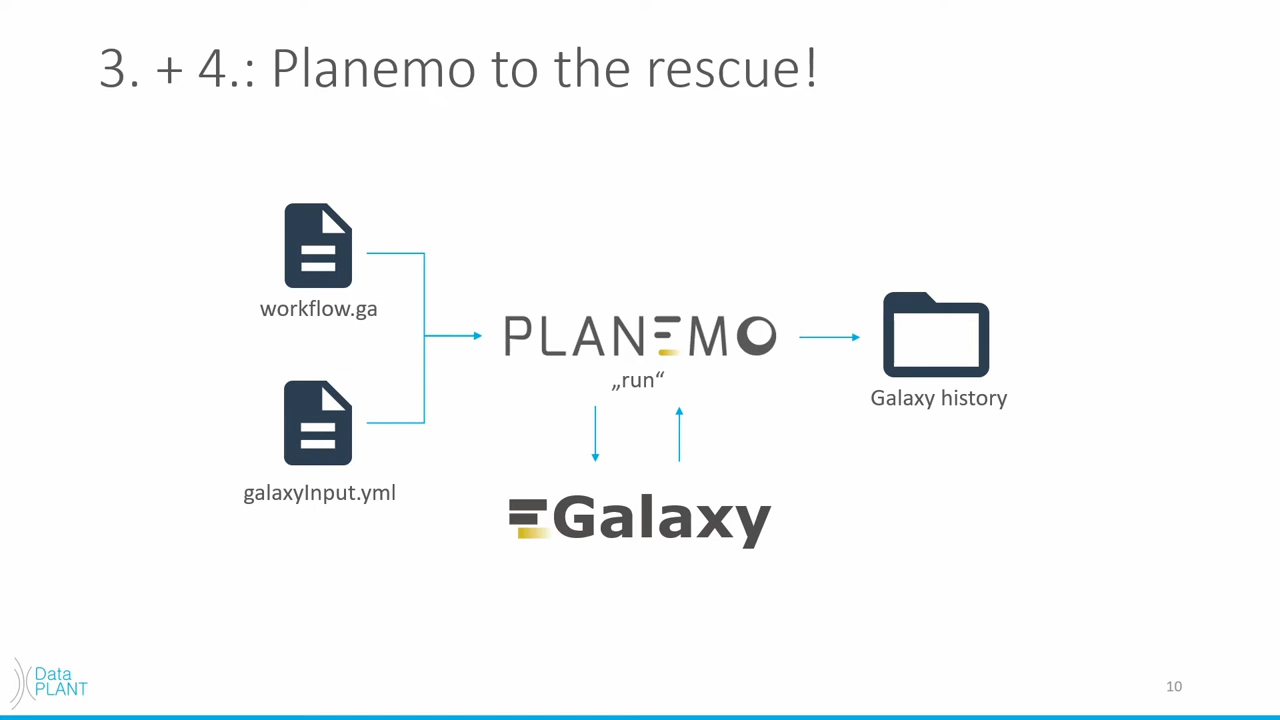 3. + 4.: Planemo to the rescue!
workflow.ga
galaxyInput.yml
PLANEMO
„run“
Galaxy
Galaxy history
Data
PLANT
10